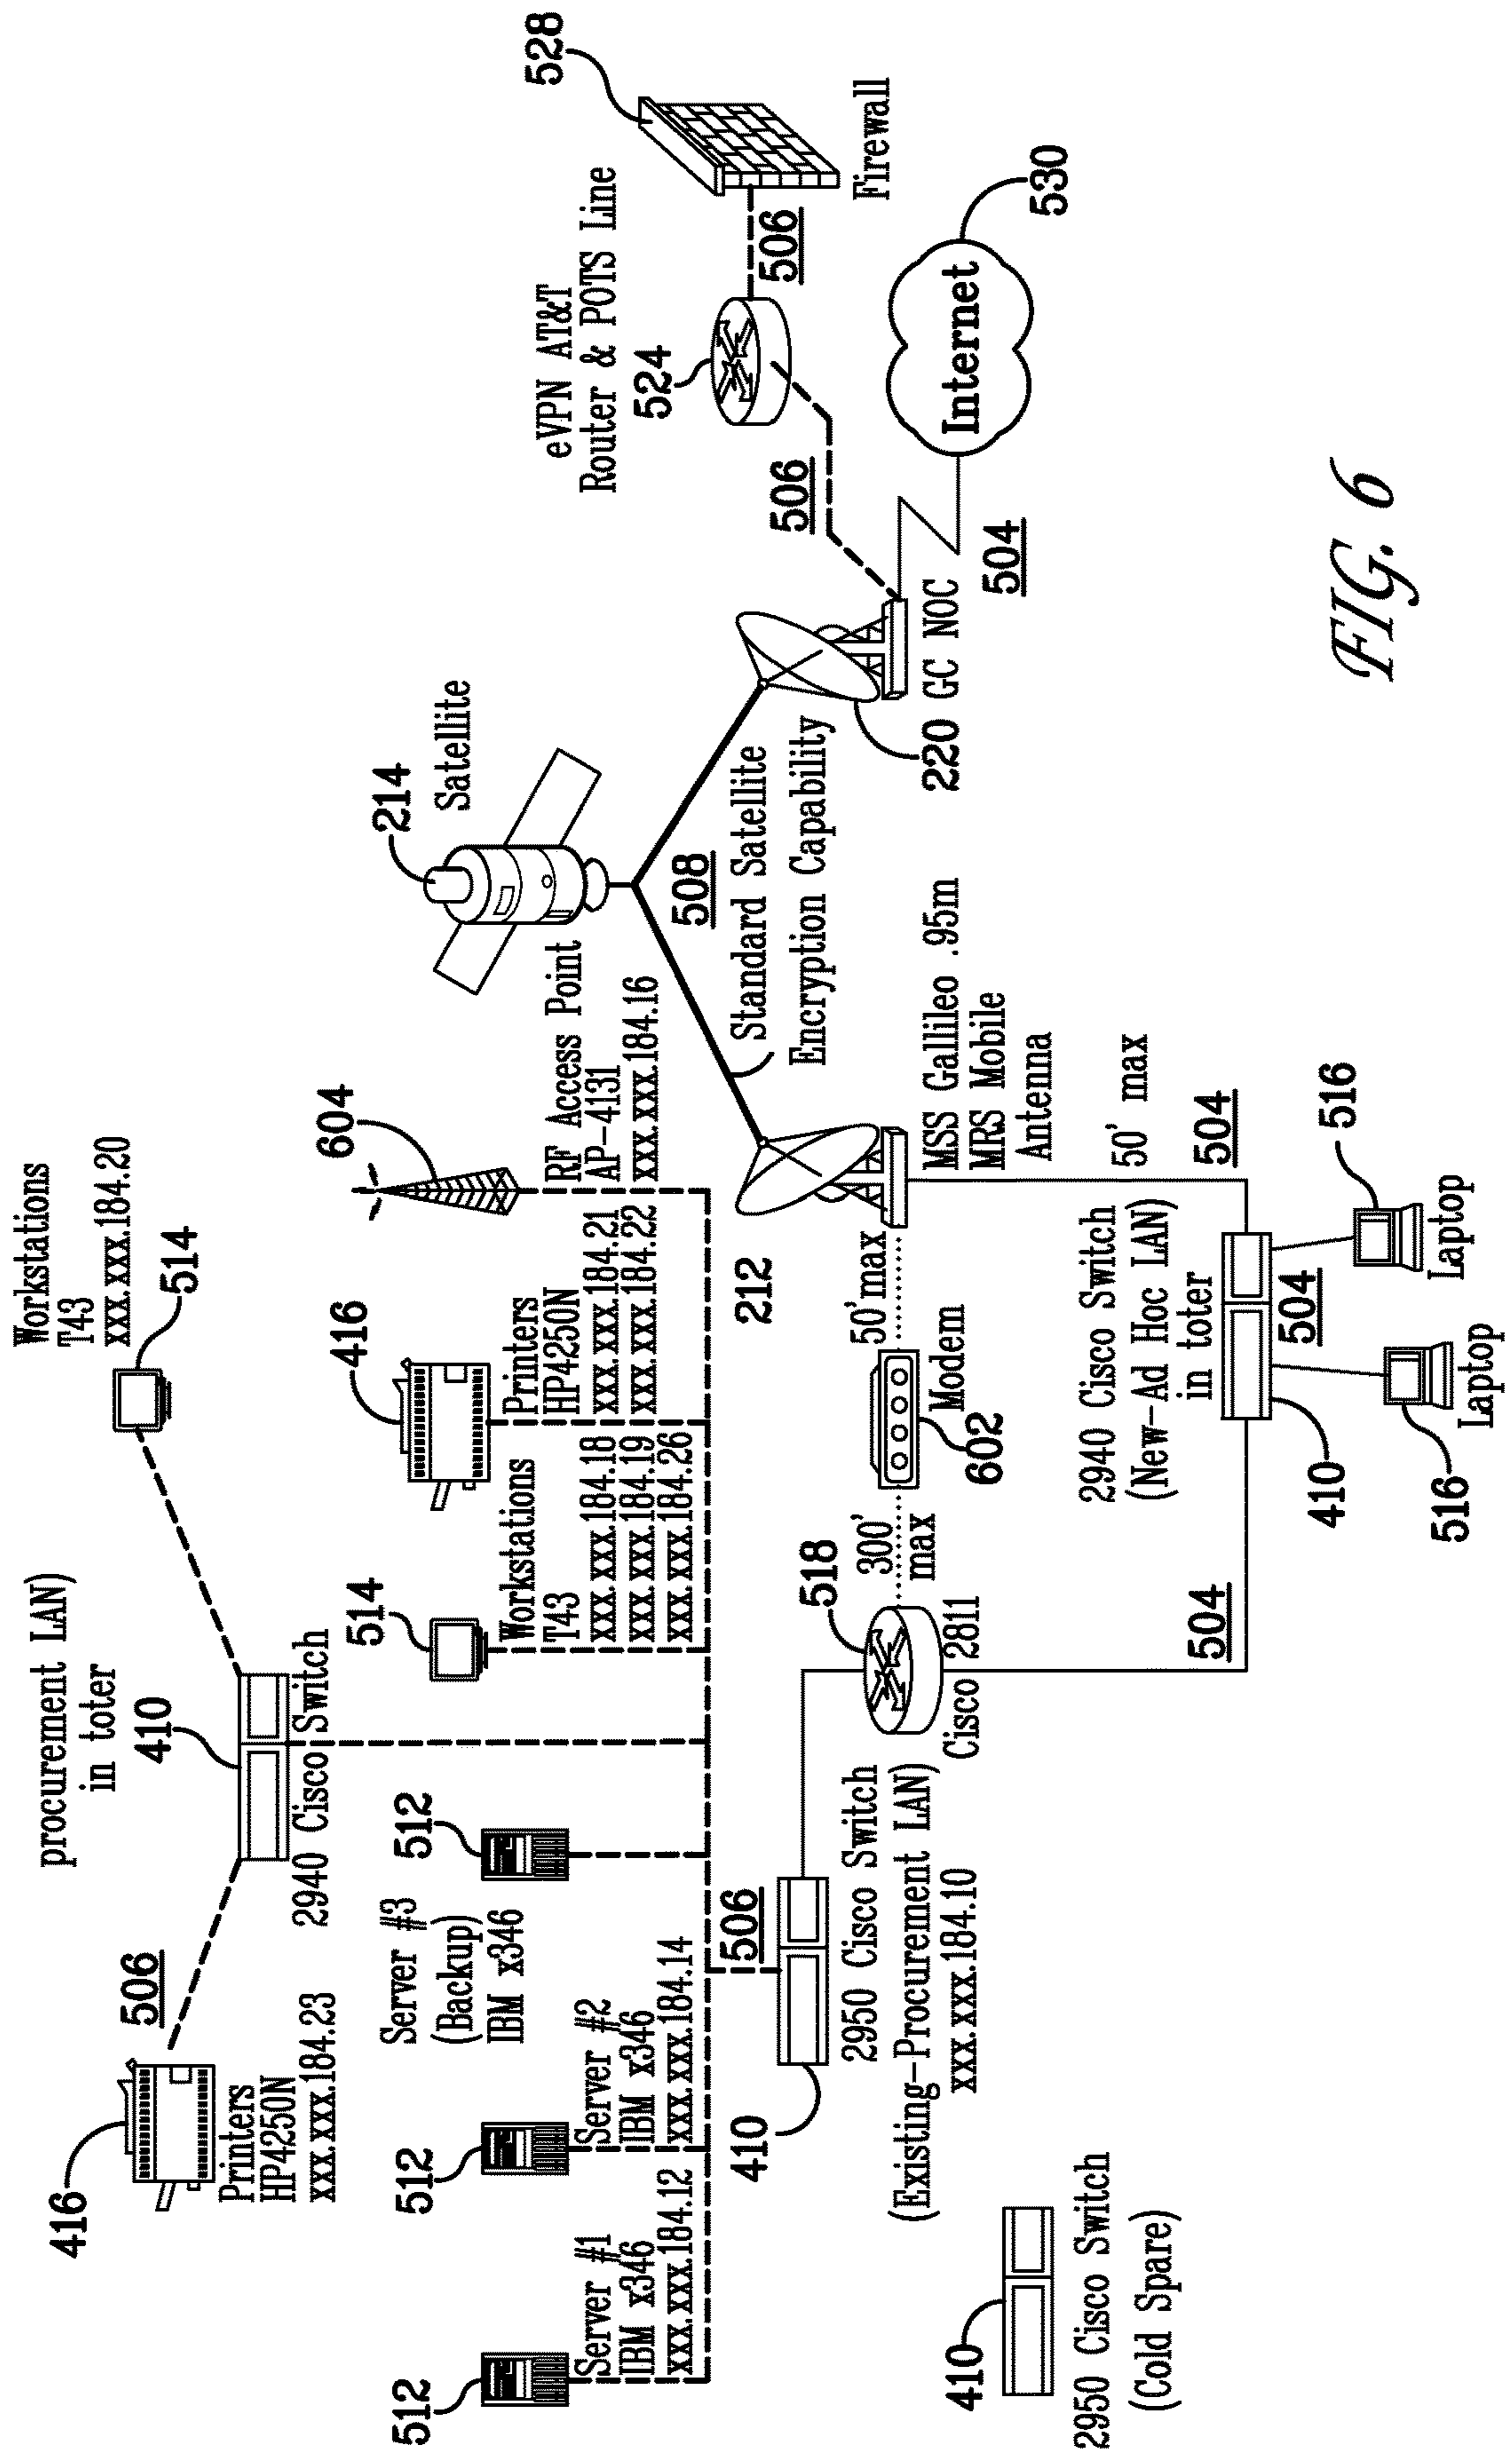 procurement LAN)
in toter
410
2940 Cisco Switch
506
416
Printers
HP4250N
xxx.xxx.184.23
Workstations
T43
xxx.xxx.184.20
514
512
Server #1
IBM x346
xxx.xxx.184.12
512
Server #2
IBM x346
xxx.xxx.184.14
Server #3
(Backup)
IBM x346
512
514
Workstations
T43
xxx.xxx.184.18
xxx.xxx.184.19
xxx.xxx.184.26
416
Printers
HP4250N
xxx.xxx.184.21
xxx.xxx.184.22
604
RF Access Point
AP-4131
xxx.xxx.184.16
214
Satellite
508
Standard Satellite
Encryption Capability
eVPN AT&T
Router & POTS Line
524
506
506
528
Firewall
506
410
2950 Cisco Switch
(Existing-Procurement LAN)
xxx.xxx.184.10
518
Cisco 2811
300'
max
Modem
602
50'max
212
MSS Gallileo .95m
MRS Mobile
Antenna
220 GC NOC
504
Internet
530
410
2950 Cisco Switch
(Cold Spare)
504
2940 Cisco Switch
(New-Ad Hoc LAN)
in toter
50' max
504
410
504
516
Laptop
516
Laptop
FIG. 6